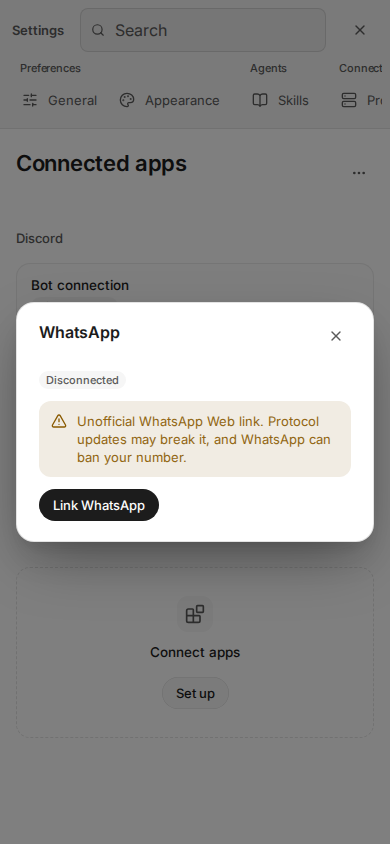 Settings
Search
Preferences
Agents
Connect
General
Appearance
Skills
Connected apps
Discord
Bot connection
WhatsApp
Disconnected
Unofficial WhatsApp Web link. Protocol
updates may break it, and WhatsApp can
ban your number.
Link WhatsApp
Connect apps
Set up